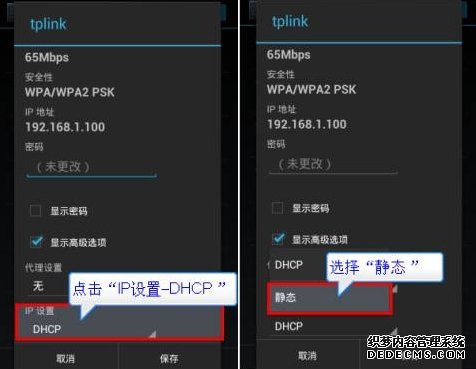 tplink
65Mbps
安全性
WPA/WPA2 PSK
IP 地址
192.168.1.100
密码
（未更改）
显示密码
显示高级选项
代理设置
无
点击“IP设置-DHCP ”
IP 设置
DHCP
取消
保存
tplink
65Mbps
安全性
WPA/WPA2 PSK
IP 地址
192.168.1.100
密码
（未更改）
显示密码
显示高级选项
选择“静态 ”
DHCP
静态
DHCP
取消
保存
软件内容管理系统